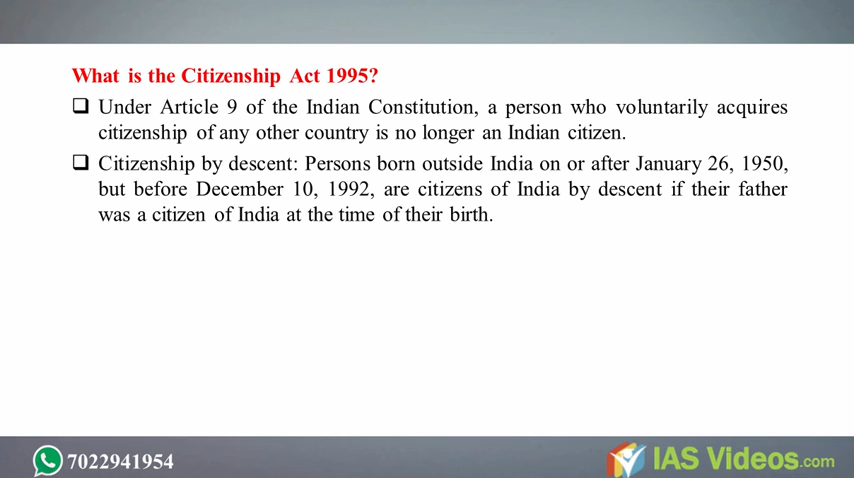 What is the Citizenship Act 1995?
❑ Under Article 9 of the Indian Constitution, a person who voluntarily acquires
citizenship of any other country is no longer an Indian citizen.
❑ Citizenship by descent: Persons born outside India on or after January 26, 1950,
but before December 10, 1992, are citizens of India by descent if their father
was a citizen of India at the time of their birth.
7022941954
IAS Videos.com